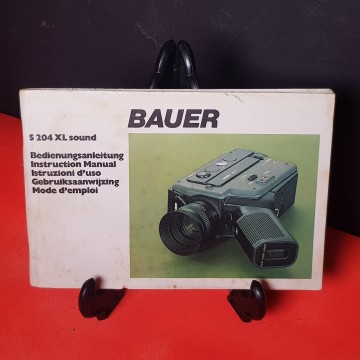 BAUER
S 204 XL sound
Bedienungsanleitung
Instruction Manual
Istruzioni d'uso
Gebruiksaanwijzing
Mode d'emploi